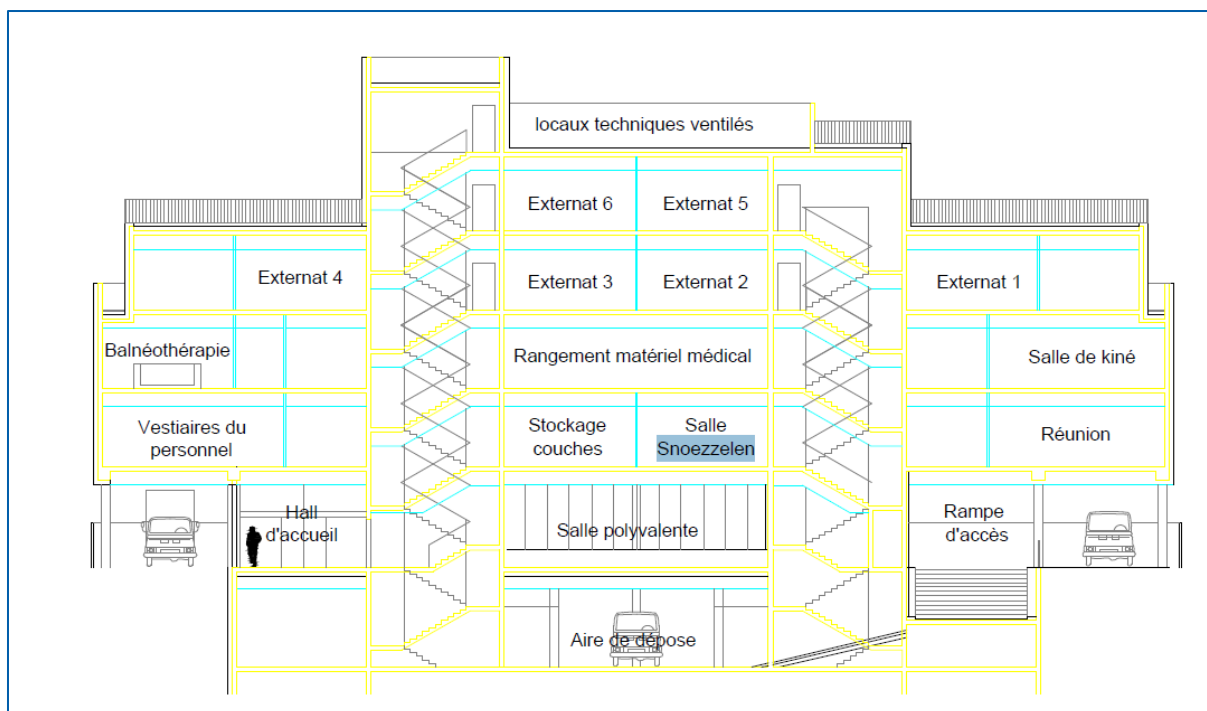 locaux techniques ventilés
Externat 6
Externat 5
Externat 4
Externat 3
Externat 2
Externat 1
Balnéothérapie
Rangement matériel médical
Salle de kiné
Vestiaires du
personnel
Stockage
couches
Salle
Snoezzelen
Réunion
Hall
d'accueil
Salle polyvalente
Rampe
d'accès
Aire de dépose